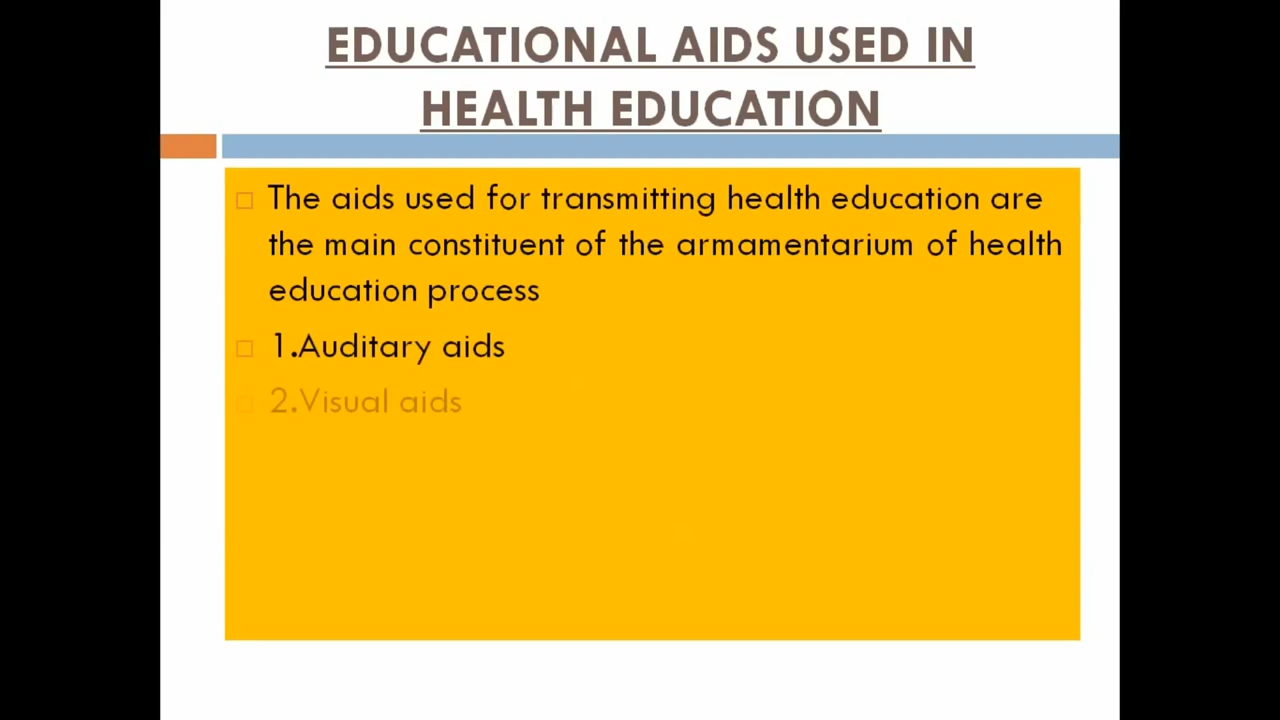 EDUCATIONAL AIDS USED IN
HEALTH EDUCATION
The aids used for transmitting health education are
the main constituent of the armamentarium of health
education process
1.Auditary aids
2.Visual aids